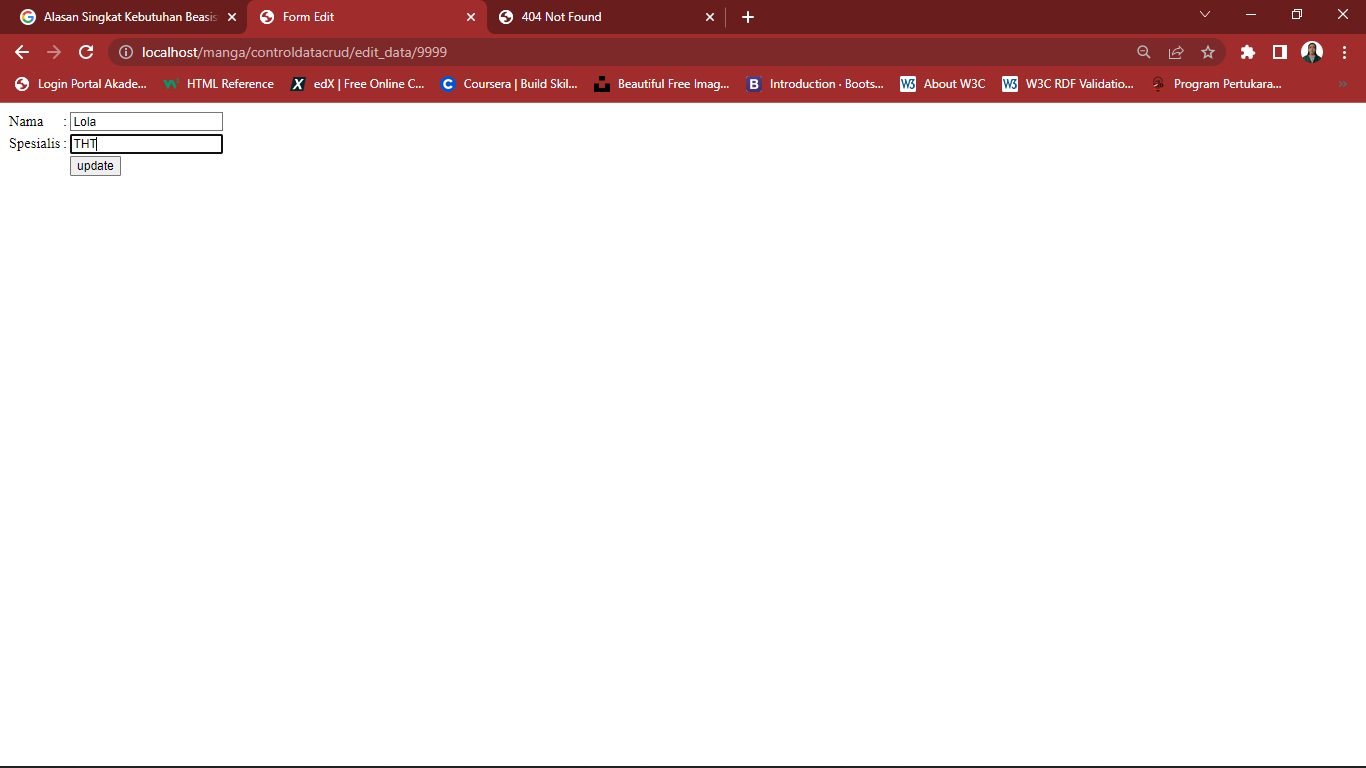 Alasan Singkat Kebutuhan Beasis
Form Edit
404 Not Found
localhost/manga/controldatacrud/edit_data/9999
Login Portal Akade...
HTML Reference
edX | Free Online C...
Coursera | Build Skil...
Beautiful Free Imag...
Introduction · Boots...
About W3C
W3C RDF Validatio...
Program Pertukara...
Nama : Lola
Spesialis : THT
update